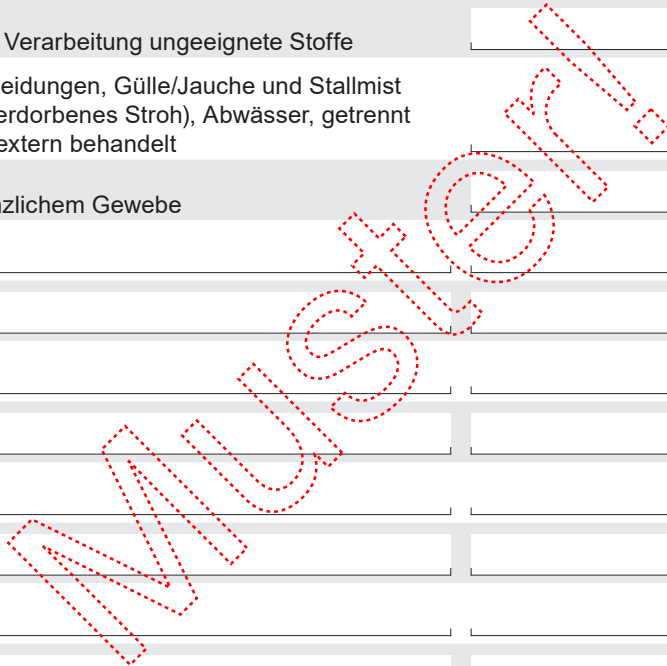 Verarbeitung ungeeignete Stoffe
eidungen, Gülle/Jauche und Stallmist
erdorbenes Stroh), Abwässer, getrennt
extern behandelt
zlichem Gewebe
Muster!